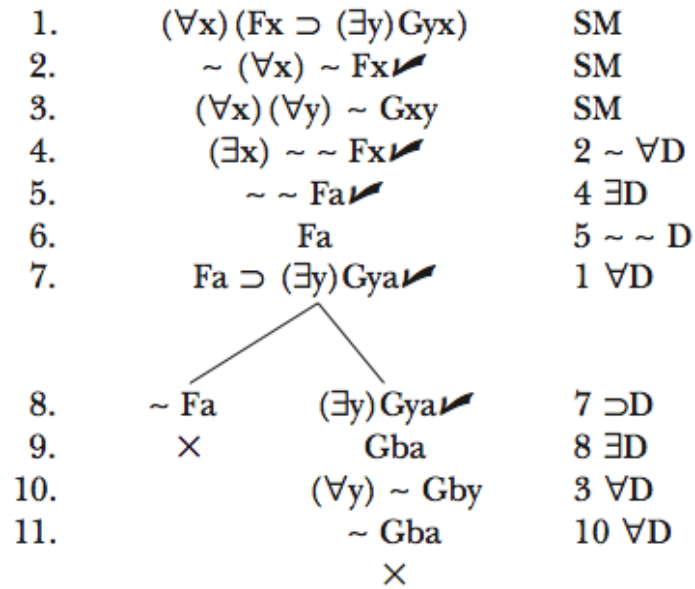 1. (∀x)(Fx ⊃ (∃y)Gyx) SM
2. ~ (∀x) ~ Fx✔ SM
3. (∀x)(∀y) ~ Gxy SM
4. (∃x) ~ ~ Fx✔ 2 ~ ∀D
5. ~ ~ Fa✔ 4 ∃D
6. Fa 5 ~ ~ D
7. Fa ⊃ (∃y)Gya✔ 1 ∀D
8. ~ Fa (∃y)Gya✔ 7 ⊃D
9. × Gba 8 ∃D
10. (∀y) ~ Gby 3 ∀D
11. ~ Gba 10 ∀D
×